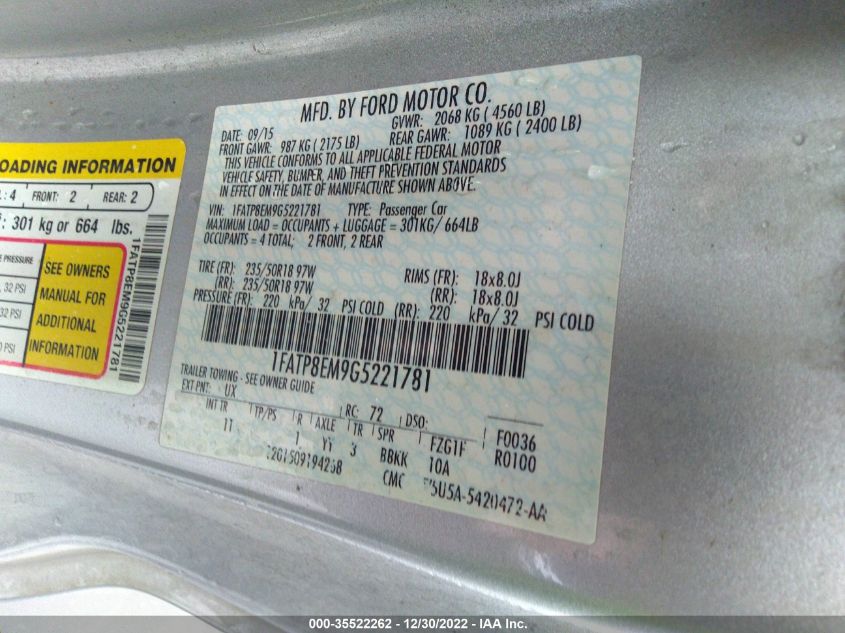 OADING INFORMATION
: 4 FRONT: 2 REAR: 2
: 301 kg or 664 lbs.
PRESSURE
SEE OWNERS
MANUAL FOR
ADDITIONAL
INFORMATION
, 32 PSI
32 PSI
PSI
1FATP8EM9G5221781
MFD. BY FORD MOTOR CO.
DATE: 09/15 GVWR: 2068 KG ( 4560 LB)
FRONT GAWR: 987 KG ( 2175 LB) REAR GAWR: 1089 KG ( 2400 LB)
THIS VEHICLE CONFORMS TO ALL APPLICABLE FEDERAL MOTOR
VEHICLE SAFETY, BUMPER, AND THEFT PREVENTION STANDARDS
IN EFFECT ON THE DATE OF MANUFACTURE SHOWN ABOVE.
VIN: 1FATP8EM9G5221781 TYPE: Passenger Car
MAXIMUM LOAD = OCCUPANTS + LUGGAGE = 301KG/ 664LB
OCCUPANTS = 4 TOTAL; 2 FRONT, 2 REAR
TIRE (FR): 235/50R18 97W RIMS (FR): 18x8.0J
(RR): 235/50R18 97W (RR): 18x8.0J
PRESSURE (FR): 220 kPa/ 32 PSI COLD (RR): 220 kPa/ 32 PSI COLD
1FATP8EM9G5221781
TRAILER TOWING - SEE OWNER GUIDE
EXT PNT: UX RC: 72 DSO:
INT TR TP/PS R AXLE TR SPR F0036
1T 1 YT 3 BBKK FZG1F R0100
10A
CMC 5U5A-5420472-AA
000-35522262 - 12/30/2022 - IAA Inc.